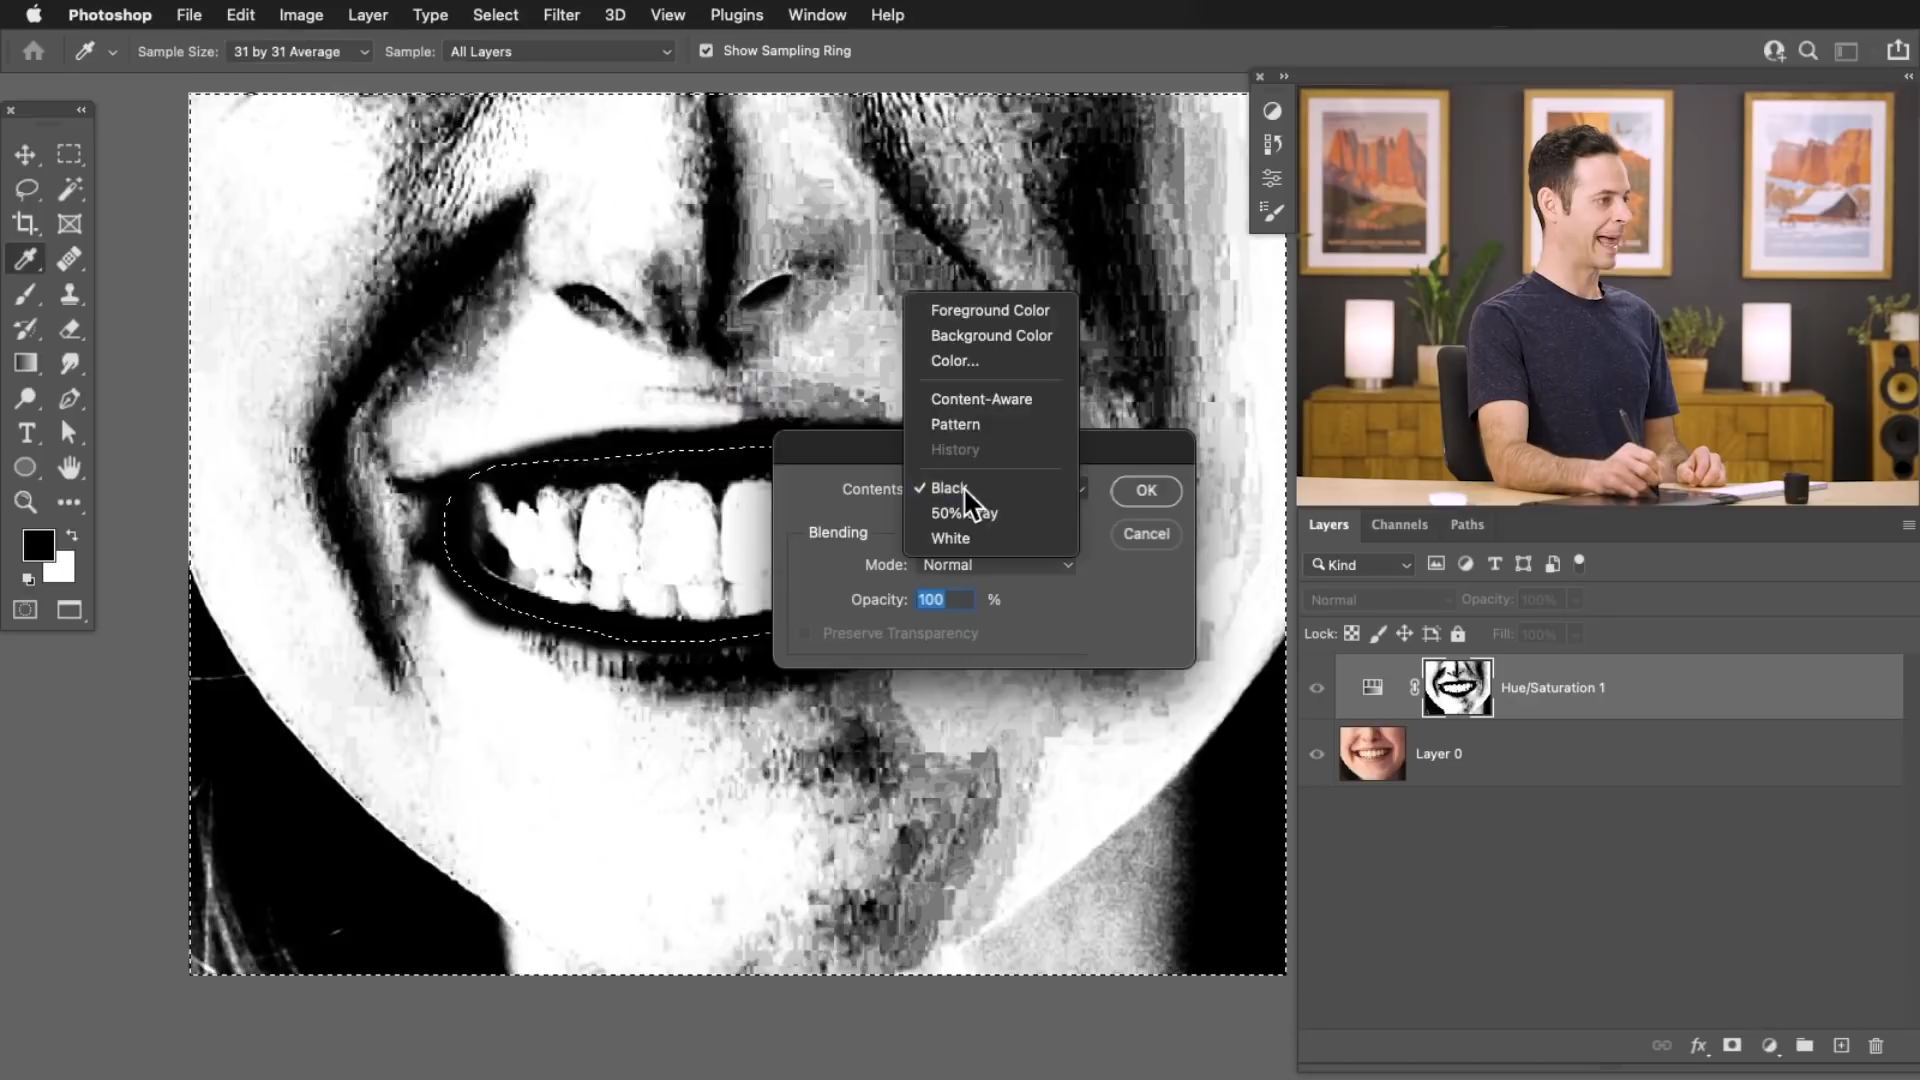 Photoshop File Edit Image Layer Type Select Filter 3D View Plugins Window Help
Sample Size: 31 by 31 Average Sample: All Layers Show Sampling Ring
Foreground Color
Background Color
Color...
Content-Aware
Pattern
History
Contents
Black
50% Gray
White
OK
Cancel
Blending
Mode: Normal
Opacity: 100 %
Preserve Transparency
Layers Channels Paths
Kind
Normal Opacity: 100%
Lock: Fill: 100%
Hue/Saturation 1
Layer 0
fx